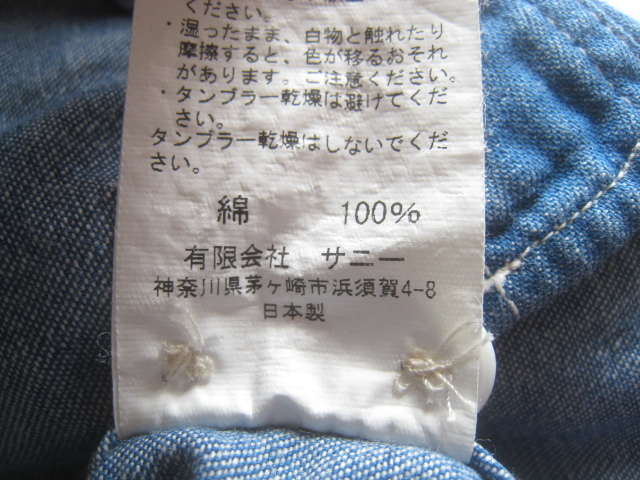 ください。
・湿ったまま、白物と触れたり
摩擦すると、色が移るおそれ
があります。ご注意ください。
・タンブラー乾燥は避けてくだ
さい。
タンブラー乾燥はしないでくだ
さい。
綿 100%
有限会社 サニー
神奈川県茅ヶ崎市浜須賀4-8
日本製